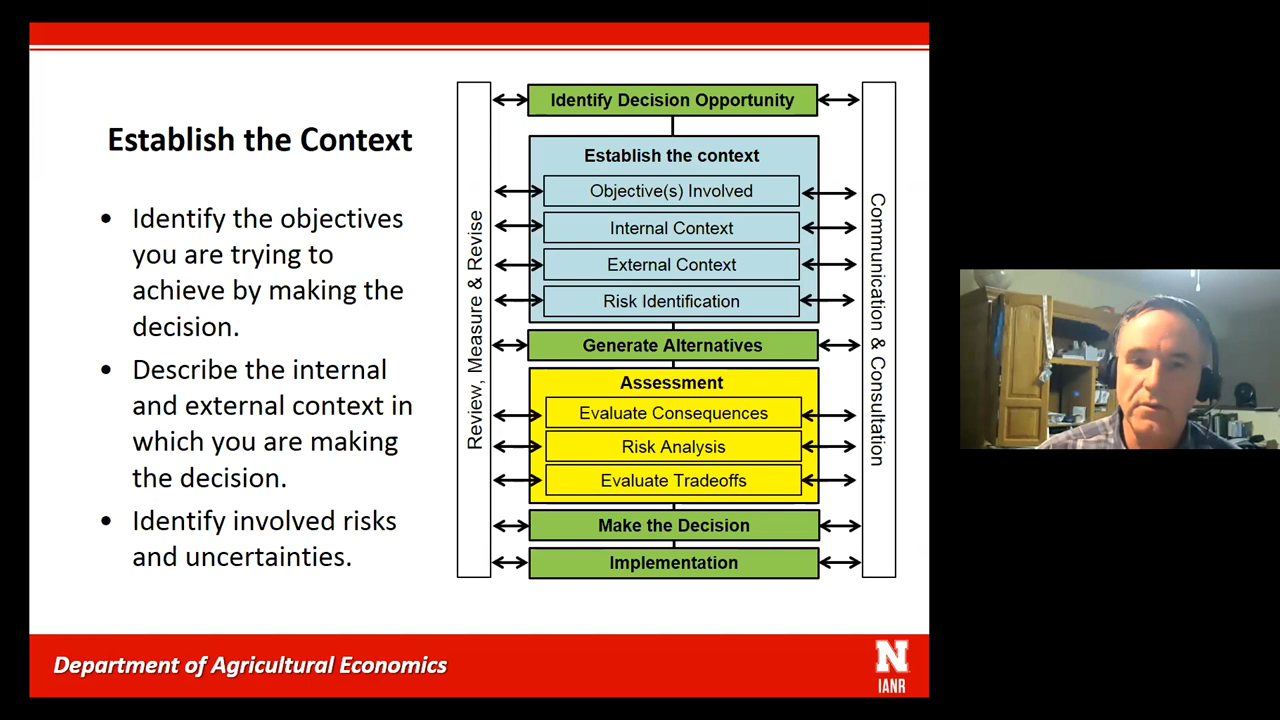 Establish the Context
• Identify the objectives
you are trying to
achieve by making the
decision.
• Describe the internal
and external context in
which you are making
the decision.
• Identify involved risks
and uncertainties.
Review, Measure & Revise
Identify Decision Opportunity
Establish the context
Objective(s) Involved
Internal Context
External Context
Risk Identification
Generate Alternatives
Assessment
Evaluate Consequences
Risk Analysis
Evaluate Tradeoffs
Make the Decision
Implementation
Communication & Consultation
Department of Agricultural Economics
N
IANR